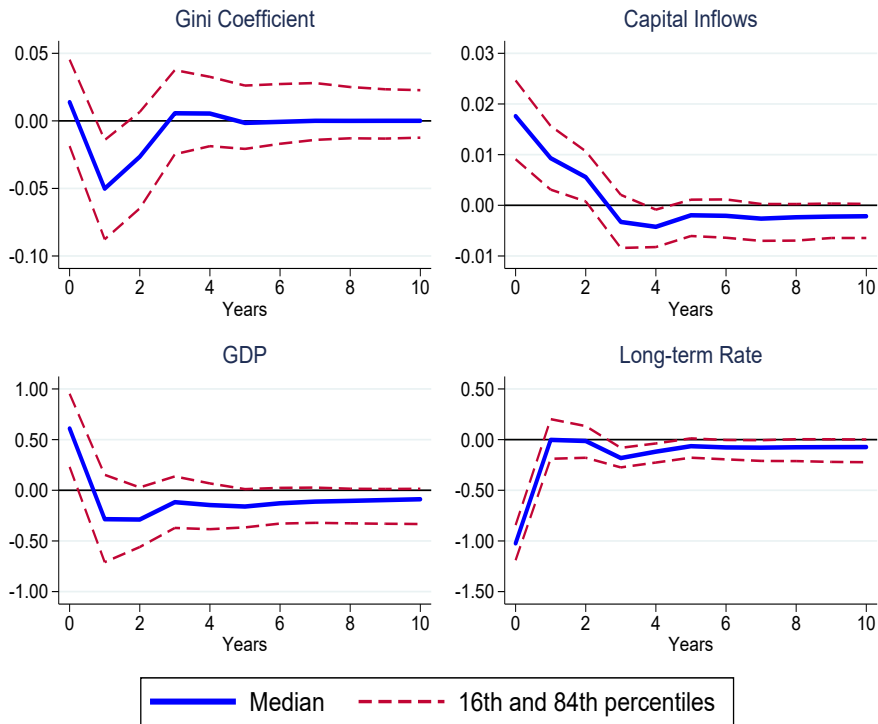 Gini Coefficient
0.05
0.00
-0.05
-0.10
0 2 4 6 8 10
Years
Capital Inflows
0.03
0.02
0.01
0.00
-0.01
0 2 4 6 8 10
Years
GDP
1.00
0.50
0.00
-0.50
-1.00
0 2 4 6 8 10
Years
Long-term Rate
0.50
0.00
-0.50
-1.00
-1.50
0 2 4 6 8 10
Years
Median 16th and 84th percentiles